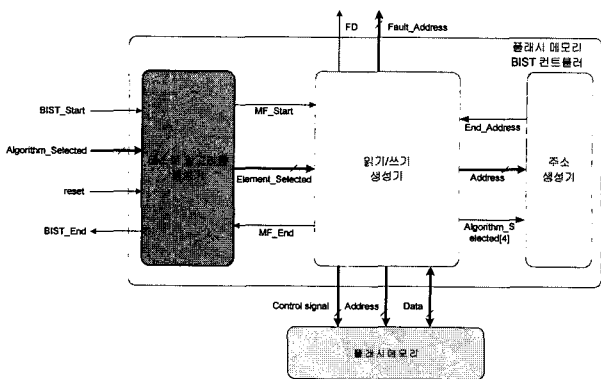 FD
Fault_Address
플래시 메모리
BIST 컨트롤러
BIST_Start
Algorithm_Selected
reset
BIST_End
MF_Start
Element_Selected
MF_End
읽기/쓰기
생성기
End_Address
Address
Algorithm_S
elected[4]
주소
생성기
Control signal
Address
Data
플래시메모리